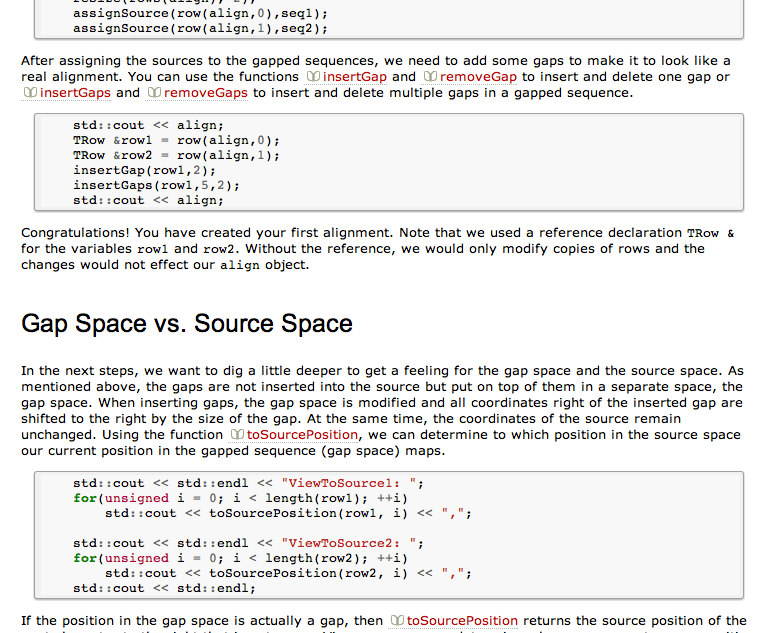 assignSource(row(align,0),seq1);
assignSource(row(align,1),seq2);
After assigning the sources to the gapped sequences, we need to add some gaps to make it to look like a
real alignment. You can use the functions insertGap and removeGap to insert and delete one gap or
insertGaps and removeGaps to insert and delete multiple gaps in a gapped sequence.
std::cout << align;
TRow &row1 = row(align,0);
TRow &row2 = row(align,1);
insertGap(row1,2);
insertGaps(row1,5,2);
std::cout << align;
Congratulations! You have created your first alignment. Note that we used a reference declaration TRow &
for the variables row1 and row2. Without the reference, we would only modify copies of rows and the
changes would not effect our align object.
Gap Space vs. Source Space
In the next steps, we want to dig a little deeper to get a feeling for the gap space and the source space. As
mentioned above, the gaps are not inserted into the source but put on top of them in a separate space, the
gap space. When inserting gaps, the gap space is modified and all coordinates right of the inserted gap are
shifted to the right by the size of the gap. At the same time, the coordinates of the source remain
unchanged. Using the function toSourcePosition, we can determine to which position in the source space
our current position in the gapped sequence (gap space) maps.
std::cout << std::endl << "ViewToSource1: ";
for(unsigned i = 0; i < length(row1); ++i)
std::cout << toSourcePosition(row1, i) << ",";
std::cout << std::endl << "ViewToSource2: ";
for(unsigned i = 0; i < length(row2); ++i)
std::cout << toSourcePosition(row2, i) << ",";
std::cout << std::endl;
If the position in the gap space is actually a gap, then toSourcePosition returns the source position of the